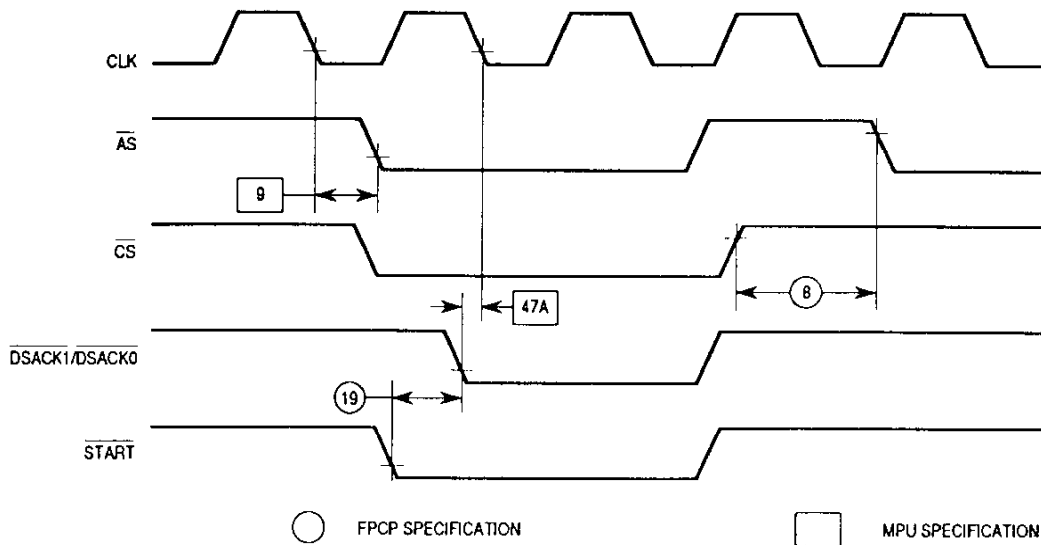 CLK
AS
9
CS
8
47A
DSACK1/DSACK0
19
START
FPCP SPECIFICATION
MPU SPECIFICATION